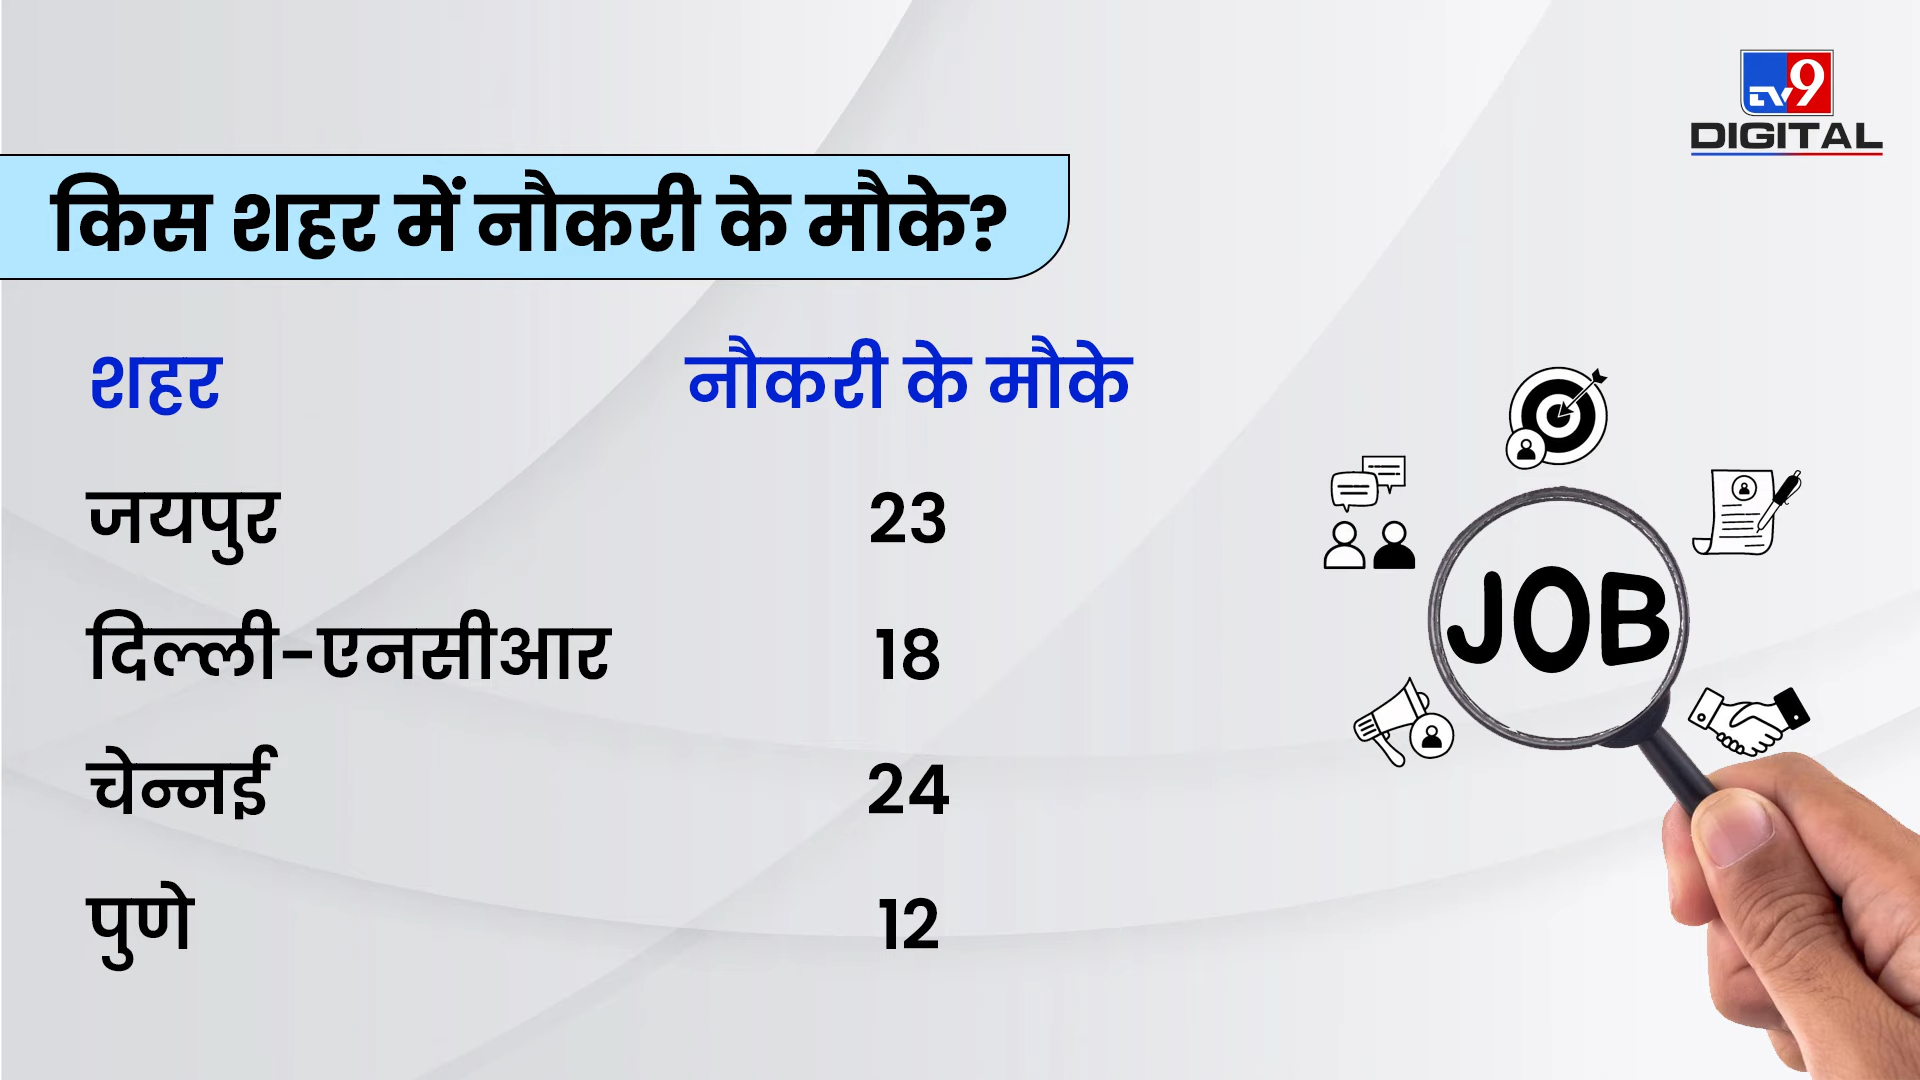 TV9
DIGITAL
किस शहर में नौकरी के मौके?
शहर नौकरी के मौके
जयपुर 23
दिल्ली-एनसीआर 18
चेन्नई 24
पुणे 12
JOB